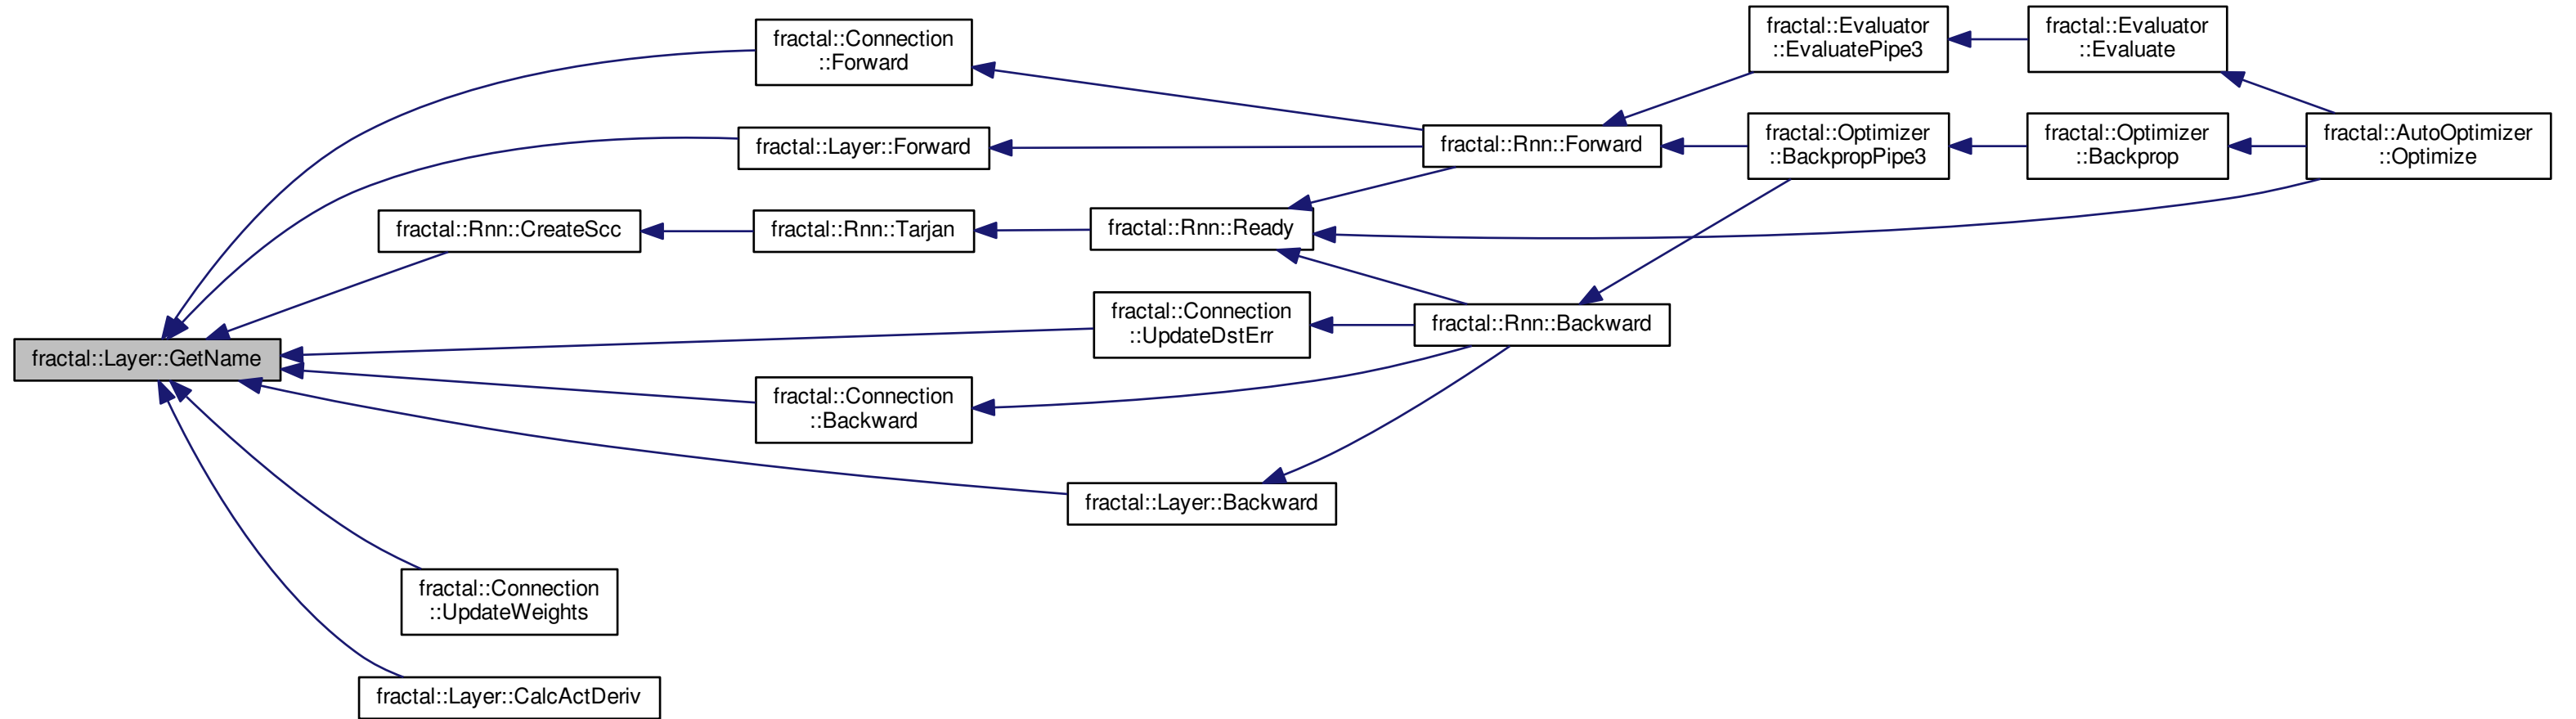 fractal::Evaluator
::EvaluatePipe3
fractal::Evaluator
::Evaluate
fractal::Connection
::Forward
fractal::Layer::Forward
fractal::Rnn::Forward
fractal::Optimizer
::BackpropPipe3
fractal::Optimizer
::Backprop
fractal::AutoOptimizer
::Optimize
fractal::Rnn::CreateScc
fractal::Rnn::Tarjan
fractal::Rnn::Ready
fractal::Connection
::UpdateDstErr
fractal::Rnn::Backward
fractal::Layer::GetName
fractal::Connection
::Backward
fractal::Layer::Backward
fractal::Connection
::UpdateWeights
fractal::Layer::CalcActDeriv